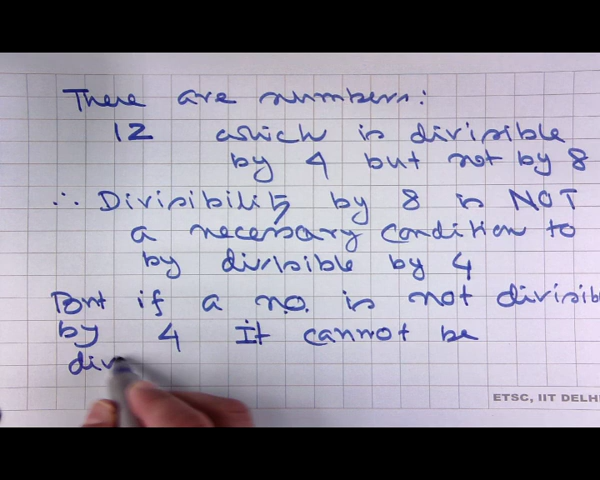 There are numbers:
12 which is divisible
by 4 but not by 8
∴ Divisibility by 8 is NOT
a necessary condition to
by divisible by 4
But if a no. is not divisib
by 4 It cannot be
div
ETSC, IIT DELHI